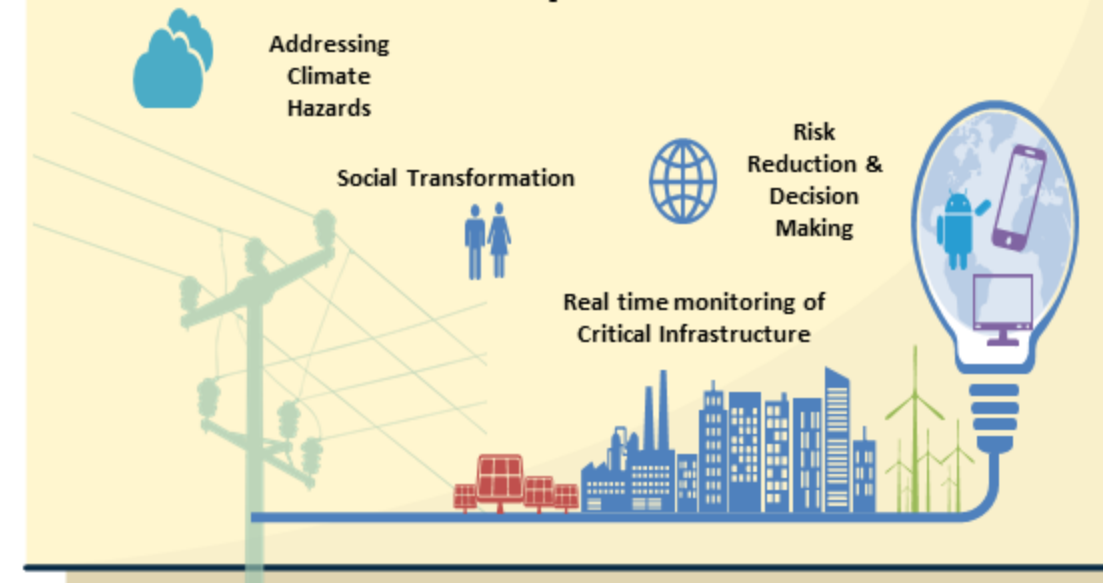 Addressing
Climate
Hazards
Social Transformation
Risk
Reduction &
Decision
Making
Real time monitoring of
Critical Infrastructure